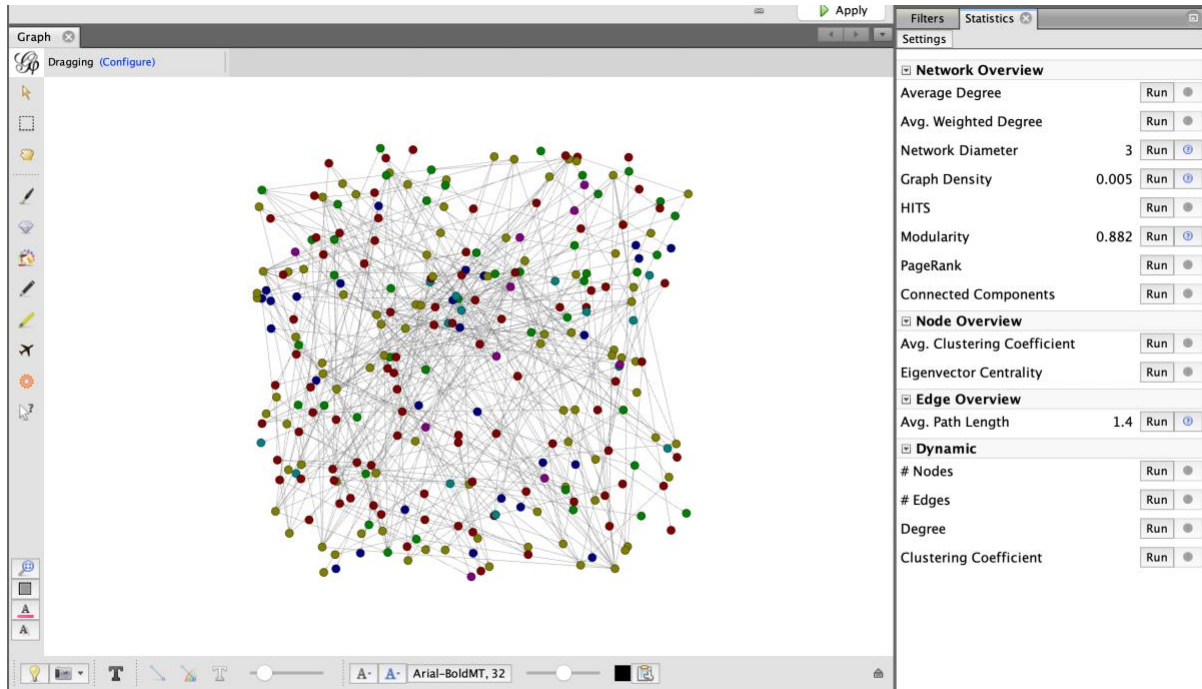 Apply
Graph
Dragging (Configure)
Arial-BoldMT, 32
Filters Statistics
Settings
Network Overview
Average Degree Run
Avg. Weighted Degree Run
Network Diameter 3 Run
Graph Density 0.005 Run
HITS Run
Modularity 0.882 Run
PageRank Run
Connected Components Run
Node Overview
Avg. Clustering Coefficient Run
Eigenvector Centrality Run
Edge Overview
Avg. Path Length 1.4 Run
Dynamic
# Nodes Run
# Edges Run
Degree Run
Clustering Coefficient Run